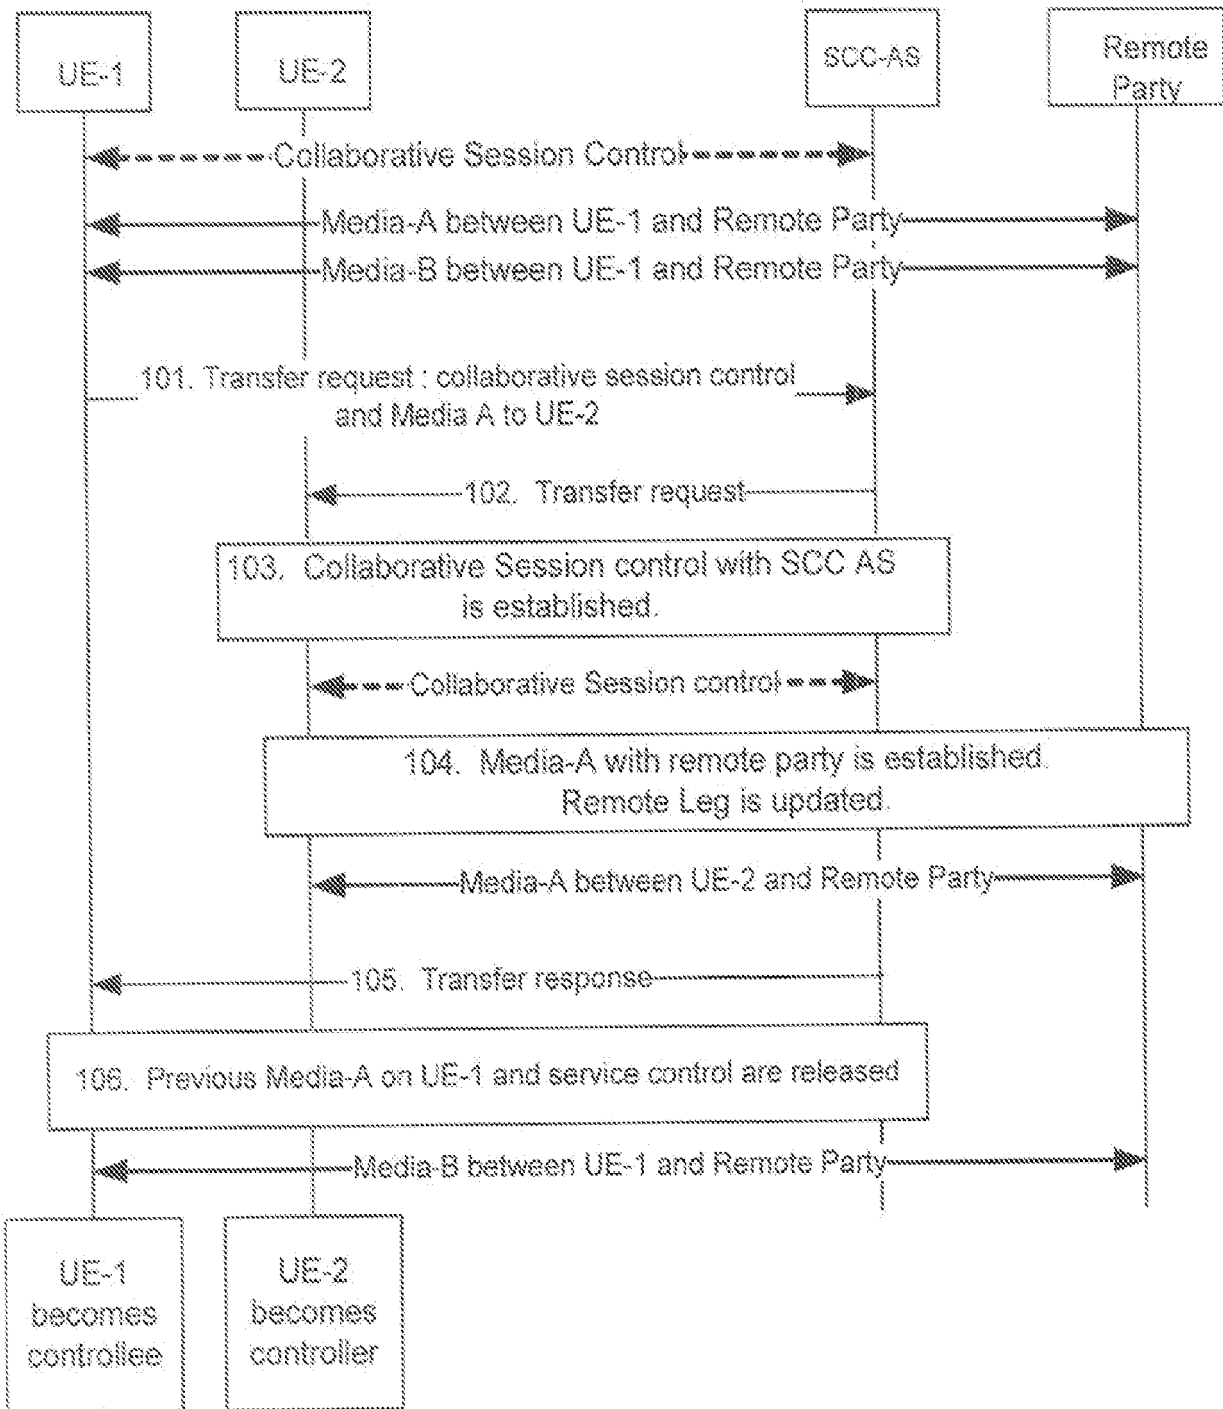 UE-1
UE-2
SCC-AS
Remote
Party
Collaborative Session Control
Media-A between UE-1 and Remote Party
Media-B between UE-1 and Remote Party
101. Transfer request : collaborative session control
and Media A to UE-2
102. Transfer request
103. Collaborative Session control with SCC AS
is established.
Collaborative Session control
104. Media-A with remote party is established.
Remote Leg is updated.
Media-A between UE-2 and Remote Party
105. Transfer response
106. Previous Media-A on UE-1 and service control are released
Media-B between UE-1 and Remote Party
UE-1
becomes
controllee
UE-2
becomes
controller